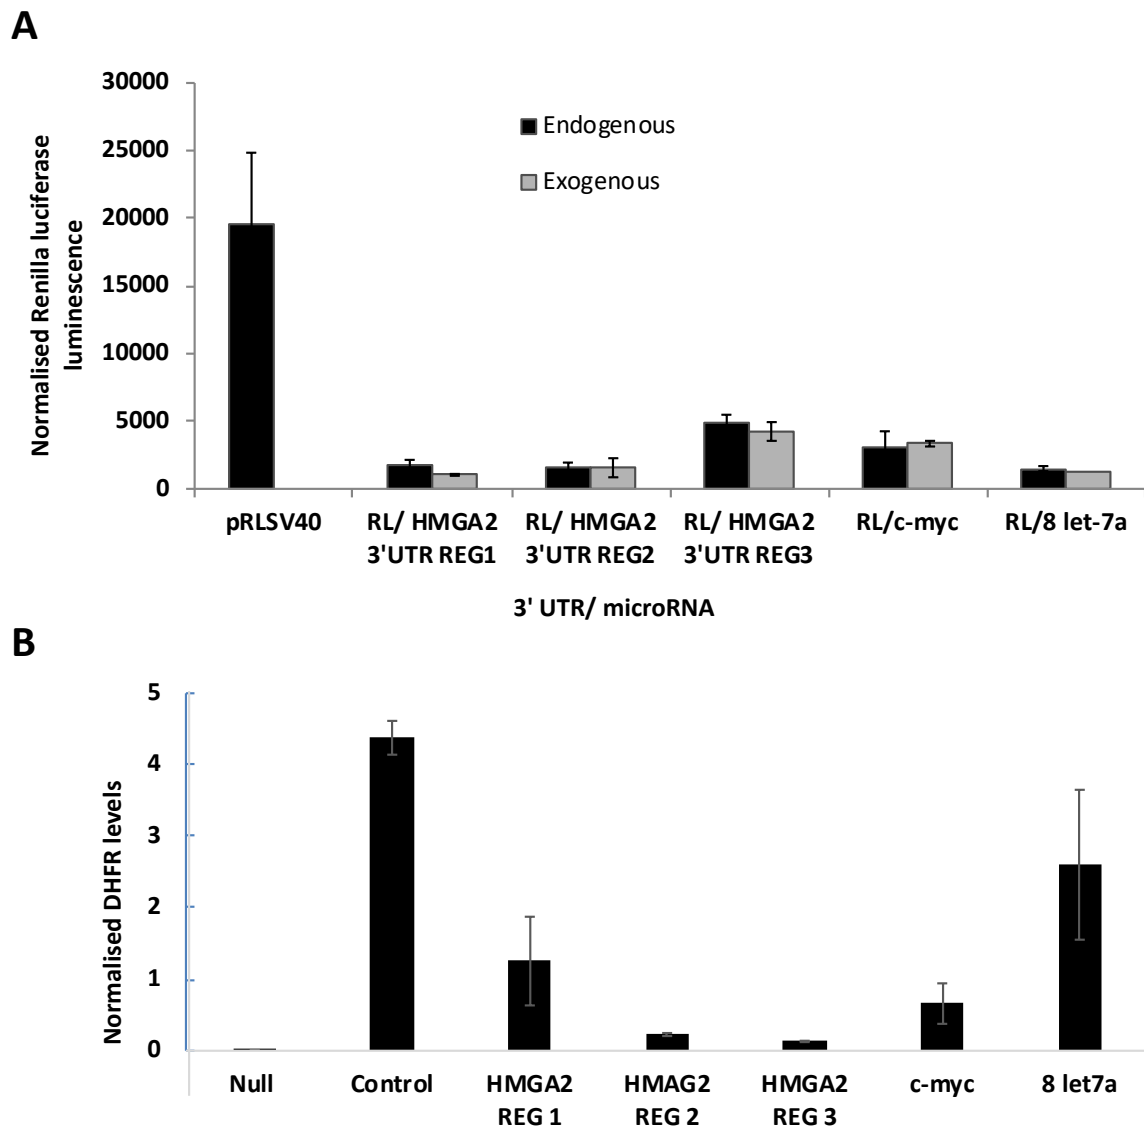 A
30000
25000
20000
15000
10000
5000
0
Normalised Renilla luciferase
luminescence
Endogenous
Exogenous
pRLSV40
RL/ HMGA2
3'UTR REG1
RL/ HMGA2
3'UTR REG2
RL/ HMGA2
3'UTR REG3
RL/c-myc
RL/8 let-7a
3' UTR/ microRNA
B
5
4
3
2
1
0
Normalised DHFR levels
Null
Control
HMGA2
REG 1
HMAG2
REG 2
HMGA2
REG 3
c-myc
8 let7a